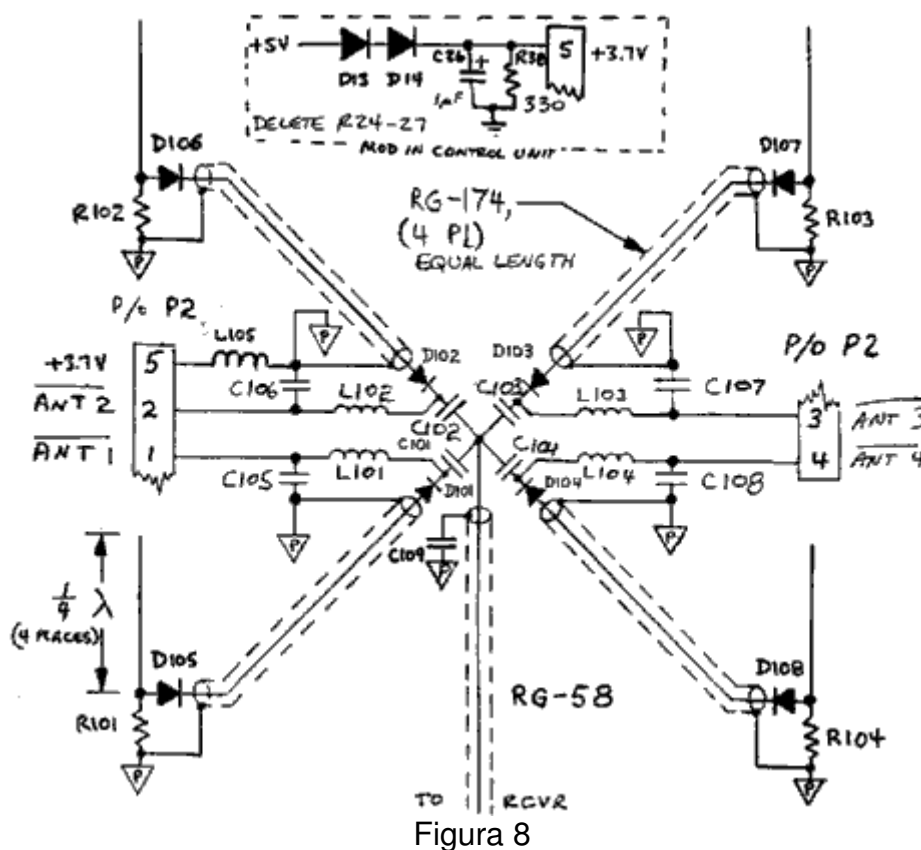 +5V
D13 D14
C26 +
1μF
R38
330
5 +3.7V
DELETE R24-27
MOD IN CONTROL UNIT
D106
D107
R102
R103
RG-174,
(4 PL)
EQUAL LENGTH
P/O P2
P/O P2
L105
D102
D103
+3.7V
5
C106
L102
C102
C103
L103
C107
ANT 2
2
3
ANT 3
ANT 1
1
C101
C104
4
ANT 4
C105
L101
D101
D104
L104
C108
P
P
P
P
P
P
P
C109
P
1/4 λ
(4 PLACES)
D105
D108
RG-58
R101
R104
P
P
TO RCVR
Figura 8